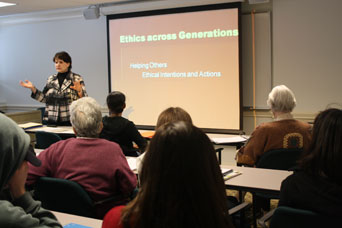 Ethics across Generations
Helping Others
Ethical Intentions and Actions